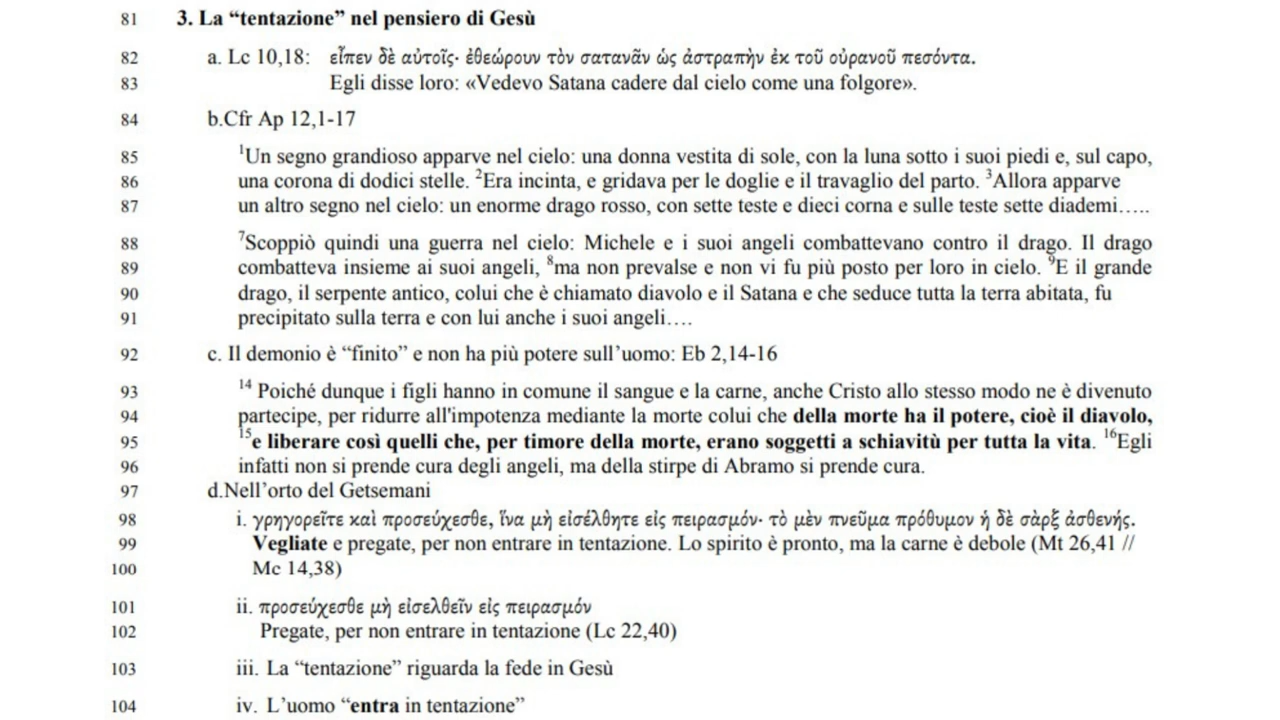 81 3. La “tentazione” nel pensiero di Gesù
82 a. Lc 10,18: εἶπεν δὲ αὐτοῖς· ἐθεώρουν τὸν σατανᾶν ὡς ἀστραπὴν ἐκ τοῦ οὐρανοῦ πεσόντα.
83 Egli disse loro: «Vedevo Satana cadere dal cielo come una folgore».
84 b.Cfr Ap 12,1-17
85 ¹Un segno grandioso apparve nel cielo: una donna vestita di sole, con la luna sotto i suoi piedi e, sul capo,
86 una corona di dodici stelle. ²Era incinta, e gridava per le doglie e il travaglio del parto. ³Allora apparve
87 un altro segno nel cielo: un enorme drago rosso, con sette teste e dieci corna e sulle teste sette diademi…..
88 ⁷Scoppiò quindi una guerra nel cielo: Michele e i suoi angeli combattevano contro il drago. Il drago
89 combatteva insieme ai suoi angeli, ⁸ma non prevalse e non vi fu più posto per loro in cielo. ⁹E il grande
90 drago, il serpente antico, colui che è chiamato diavolo e il Satana e che seduce tutta la terra abitata, fu
91 precipitato sulla terra e con lui anche i suoi angeli….
92 c. Il demonio è “finito” e non ha più potere sull’uomo: Eb 2,14-16
93 ¹⁴ Poiché dunque i figli hanno in comune il sangue e la carne, anche Cristo allo stesso modo ne è divenuto
94 partecipe, per ridurre all'impotenza mediante la morte colui che della morte ha il potere, cioè il diavolo,
95 ¹⁵e liberare così quelli che, per timore della morte, erano soggetti a schiavitù per tutta la vita. ¹⁶Egli
96 infatti non si prende cura degli angeli, ma della stirpe di Abramo si prende cura.
97 d.Nell’orto del Getsemani
98 i. γρηγορεῖτε καὶ προσεύχεσθε, ἵνα μὴ εἰσέλθητε εἰς πειρασμόν· τὸ μὲν πνεῦμα πρόθυμον ἡ δὲ σὰρξ ἀσθενής.
99 Vegliate e pregate, per non entrare in tentazione. Lo spirito è pronto, ma la carne è debole (Mt 26,41 //
100 Mc 14,38)
101 ii. προσεύχεσθε μὴ εἰσελθεῖν εἰς πειρασμόν
102 Pregate, per non entrare in tentazione (Lc 22,40)
103 iii. La “tentazione” riguarda la fede in Gesù
104 iv. L’uomo “entra in tentazione”